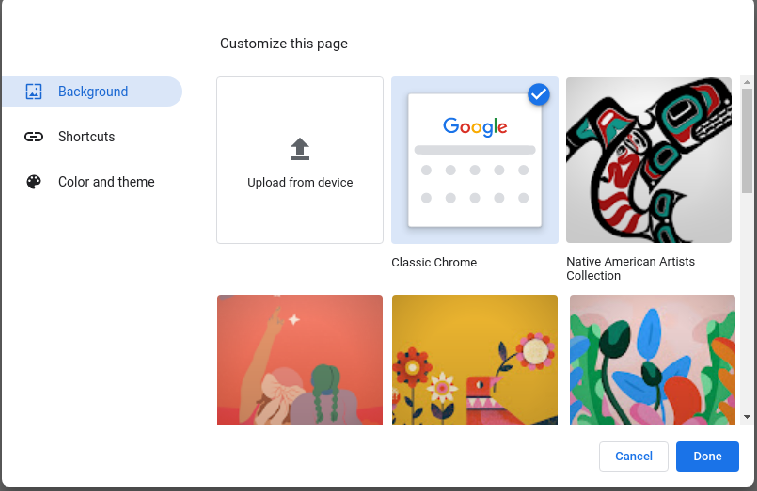 Customize this page
Background
Shortcuts
Color and theme
Upload from device
Google
Classic Chrome
Native American Artists
Collection
Cancel
Done